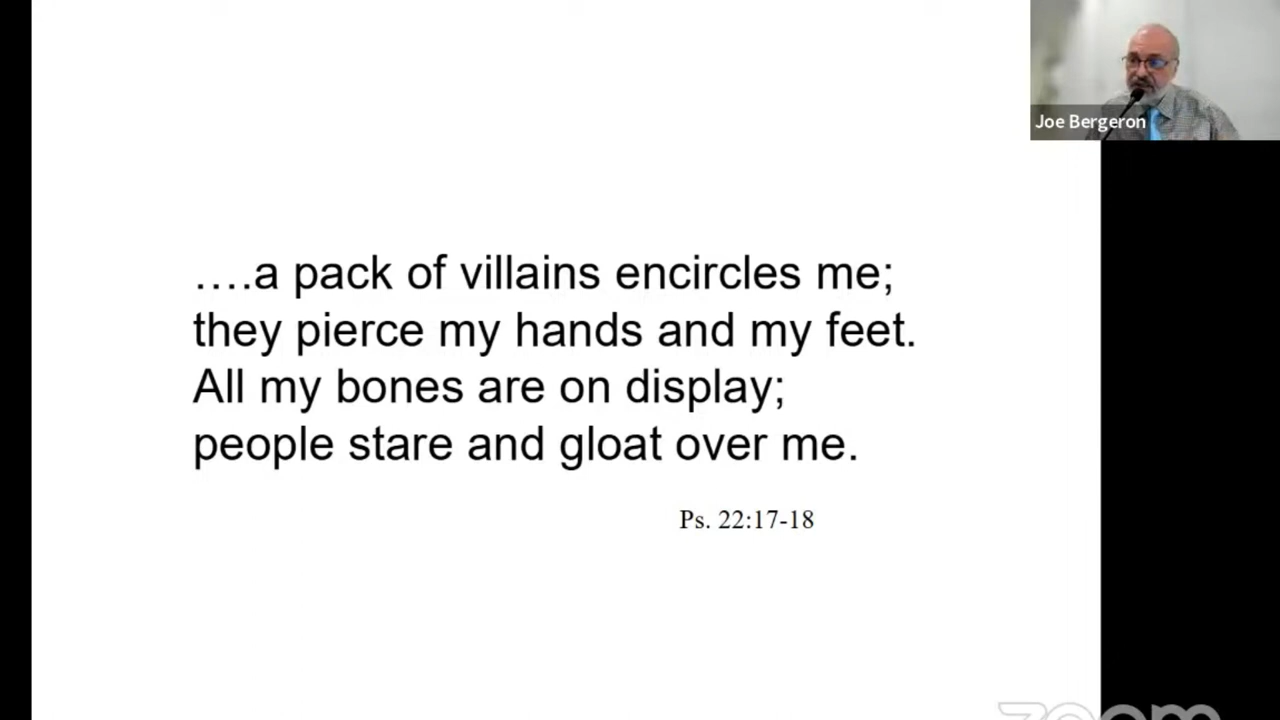 Joe Bergeron
....a pack of villains encircles me;
they pierce my hands and my feet.
All my bones are on display;
people stare and gloat over me.
Ps. 22:17-18
zoom